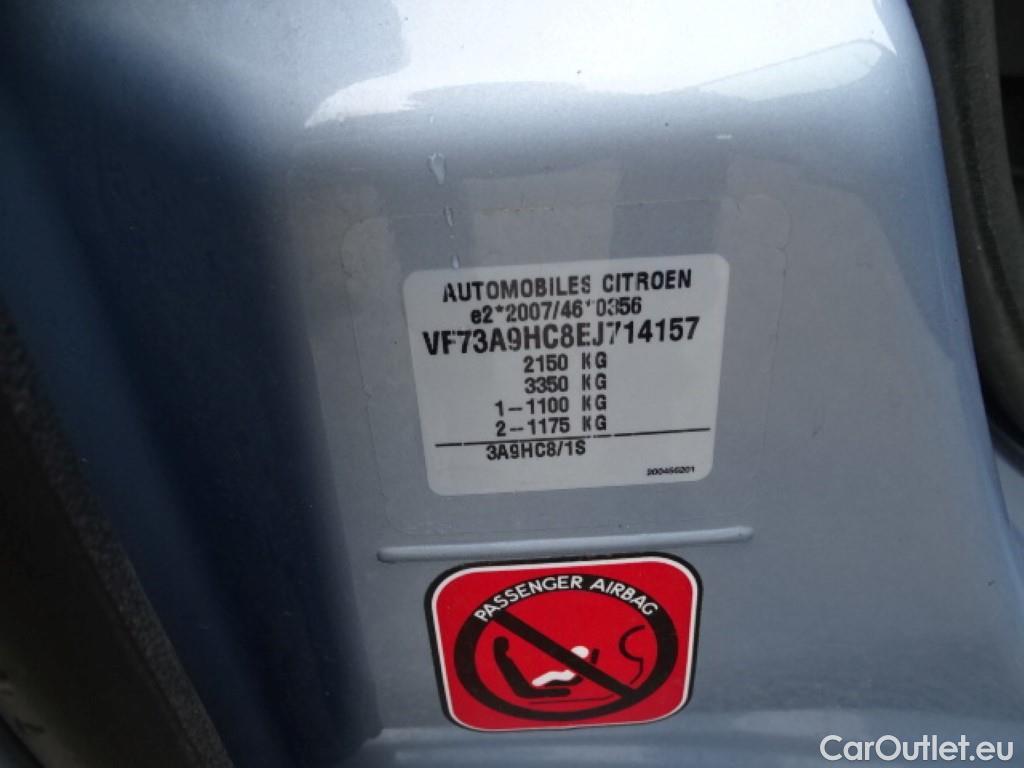 AUTOMOBILES CITROEN
e2*2007/46*0356
VF73A9HC8EJ714157
2150 KG
3350 KG
1-1100 KG
2-1175 KG
3A9HC8/1S
PASSENGER AIRBAG
CarOutlet.eu